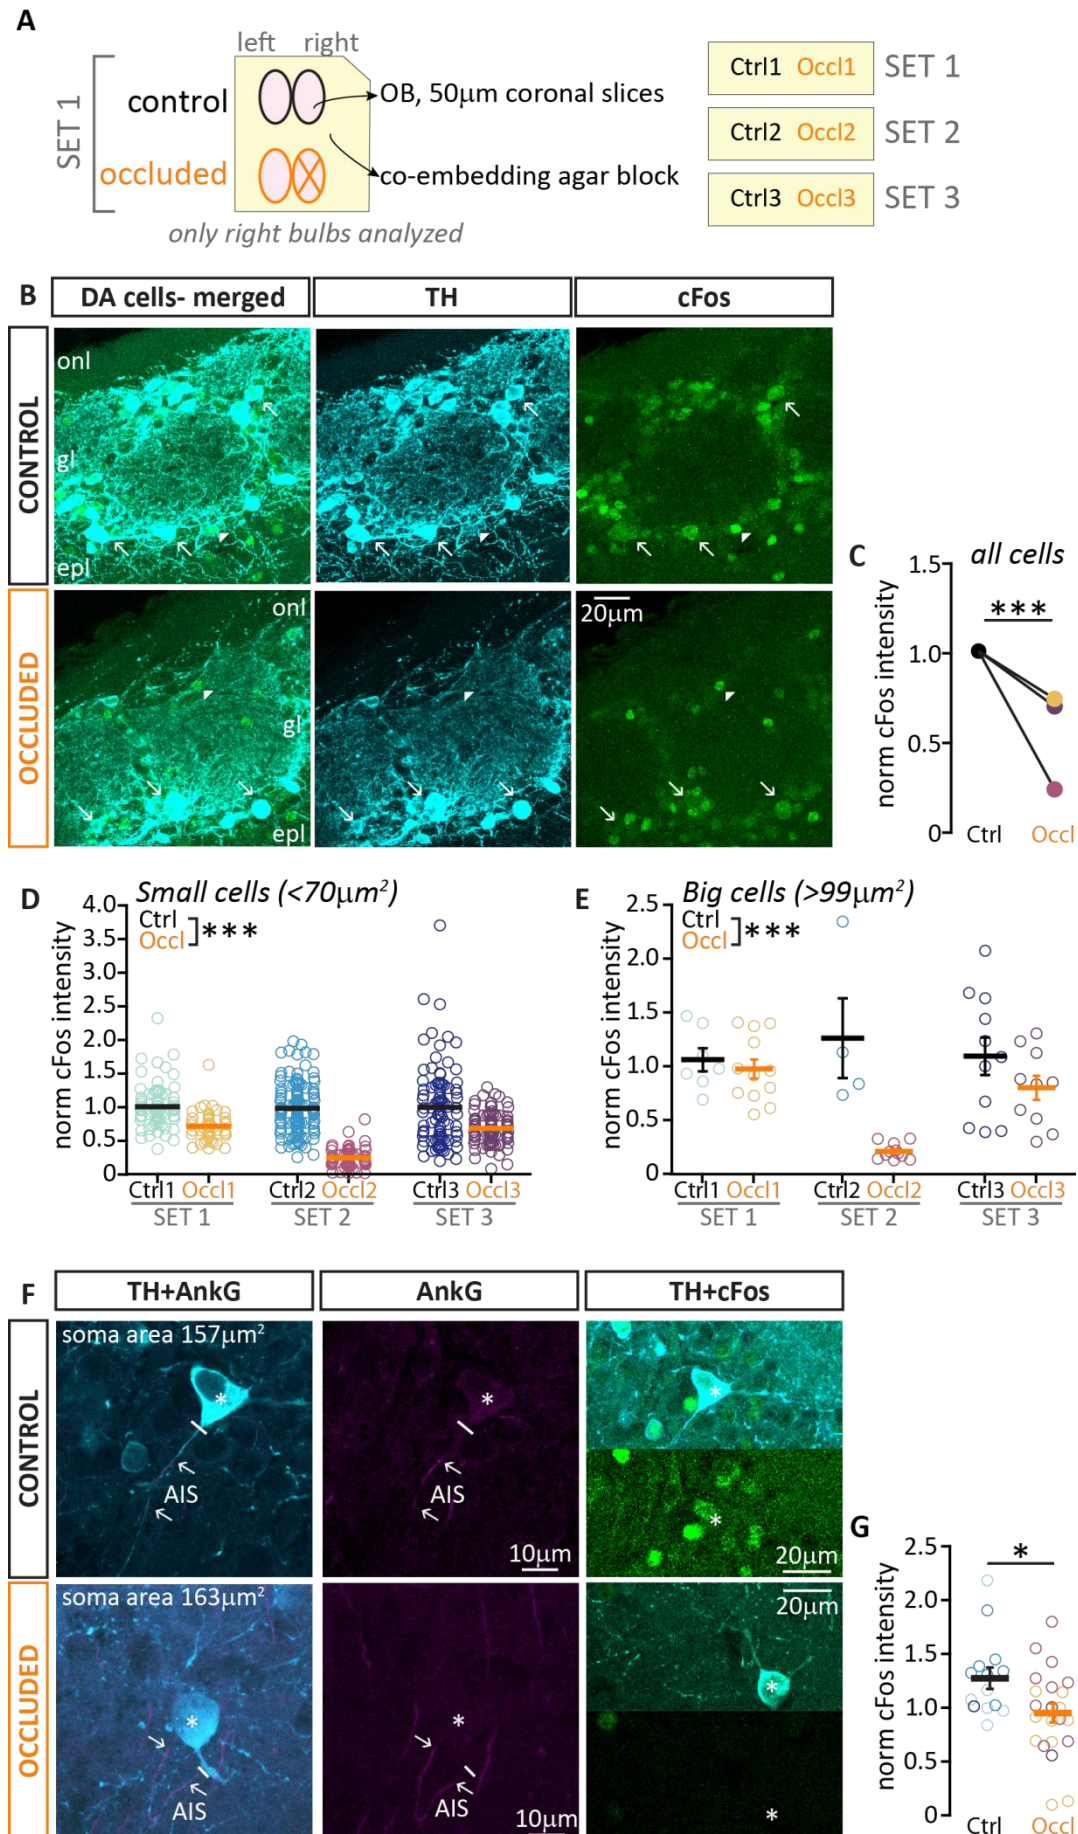 A
left right
SET 1
control
occluded
OB, 50μm coronal slices
co-embedding agar block
only right bulbs analyzed
Ctrl1 Occl1 SET 1
Ctrl2 Occl2 SET 2
Ctrl3 Occl3 SET 3
B
DA cells- merged TH cFos
CONTROL
onl
gl
epl
OCCLUDED
onl
gl
epl
20μm
C
all cells
***
norm cFos intensity
1.5
1.0
0.5
0
Ctrl Occl
D
Small cells (<70μm²)
Ctrl
Occl
***
norm cFos intensity
4.0
3.5
3.0
2.5
2.0
1.5
1.0
0.5
0
Ctrl1 Occl1 Ctrl2 Occl2 Ctrl3 Occl3
SET 1 SET 2 SET 3
E
Big cells (>99μm²)
Ctrl
Occl
***
norm cFos intensity
2.5
2.0
1.5
1.0
0.5
0
Ctrl1 Occl1 Ctrl2 Occl2 Ctrl3 Occl3
SET 1 SET 2 SET 3
F
TH+AnkG AnkG TH+cFos
CONTROL
soma area 157μm²
*
AIS
*
AIS
10μm
*
*
20μm
OCCLUDED
soma area 163μm²
*
AIS
*
AIS
10μm
20μm
*
*
G
*
norm cFos intensity
2.5
2.0
1.5
1.0
0.5
0
Ctrl Occl